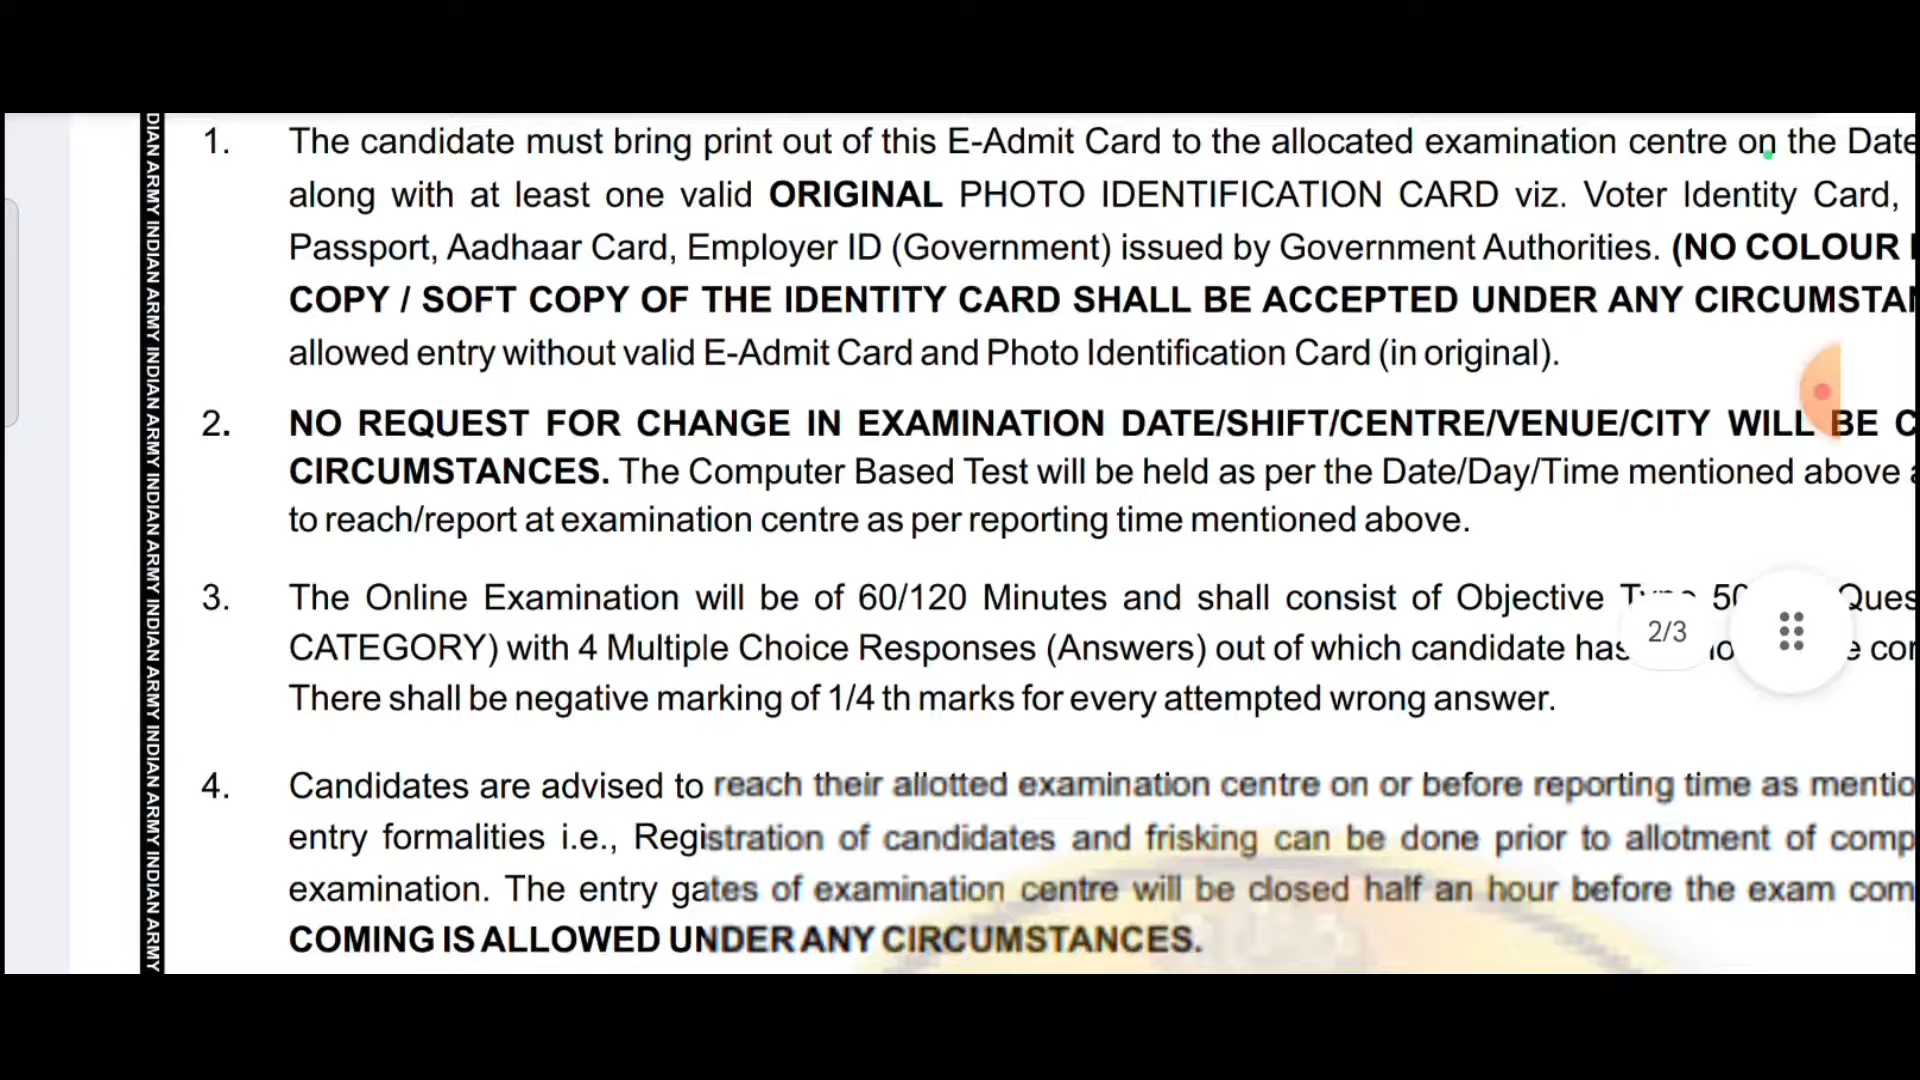 DIAN ARMY INDIAN ARMY INDIAN ARMY INDIAN ARMY INDIAN ARMY INDIAN ARMY INDIAN ARMY INDIAN ARMY INDIAN ARMY
1. The candidate must bring print out of this E-Admit Card to the allocated examination centre on the Date
along with at least one valid ORIGINAL PHOTO IDENTIFICATION CARD viz. Voter Identity Card,
Passport, Aadhaar Card, Employer ID (Government) issued by Government Authorities. (NO COLOUR
COPY / SOFT COPY OF THE IDENTITY CARD SHALL BE ACCEPTED UNDER ANY CIRCUMSTAN
allowed entry without valid E-Admit Card and Photo Identification Card (in original).
2. NO REQUEST FOR CHANGE IN EXAMINATION DATE/SHIFT/CENTRE/VENUE/CITY WILL BE C
CIRCUMSTANCES. The Computer Based Test will be held as per the Date/Day/Time mentioned above a
to reach/report at examination centre as per reporting time mentioned above.
3. The Online Examination will be of 60/120 Minutes and shall consist of Objective Type 50 Ques
CATEGORY) with 4 Multiple Choice Responses (Answers) out of which candidate has cor
2/3
There shall be negative marking of 1/4 th marks for every attempted wrong answer.
4. Candidates are advised to reach their allotted examination centre on or before reporting time as mentio
entry formalities i.e., Registration of candidates and frisking can be done prior to allotment of comp
examination. The entry gates of examination centre will be closed half an hour before the exam com
COMING IS ALLOWED UNDER ANY CIRCUMSTANCES.